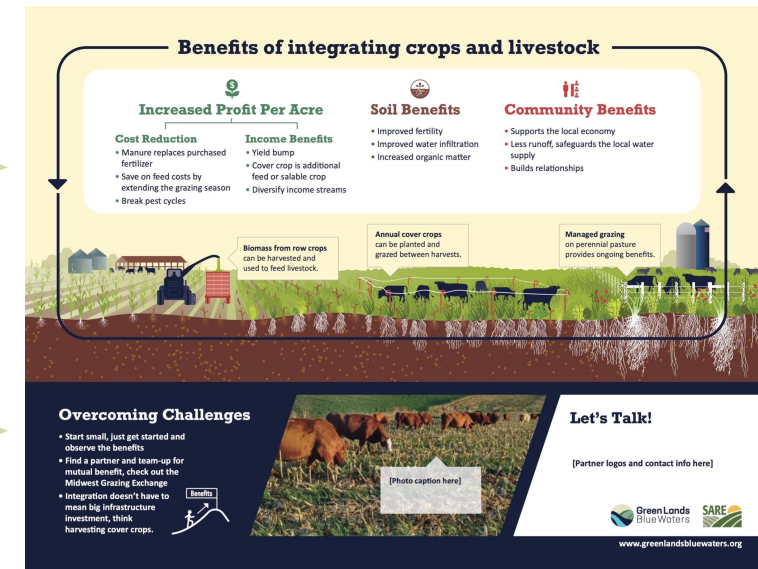 Benefits of integrating crops and livestock
$
Increased Profit Per Acre
Cost Reduction
• Manure replaces purchased
fertilizer
• Save on feed costs by
extending the grazing season
• Break pest cycles
Income Benefits
• Yield bump
• Cover crop is additional
feed or salable crop
• Diversify income streams
Soil Benefits
• Improved fertility
• Improved water infiltration
• Increased organic matter
Community Benefits
• Supports the local economy
• Less runoff, safeguards the local water
supply
• Builds relationships
Biomass from row crops
can be harvested and
used to feed livestock.
Annual cover crops
can be planted and
grazed between harvests.
Managed grazing
on perennial pasture
provides ongoing benefits.
Overcoming Challenges
• Start small, just get started and
observe the benefits
• Find a partner and team-up for
mutual benefit, check out the
Midwest Grazing Exchange
• Integration doesn't have to
mean big infrastructure
investment, think
harvesting cover crops.
Benefits
[Photo caption here]
Let's Talk!
[Partner logos and contact info here]
Green Lands
Blue Waters
SARE
www.greenlandsbluewaters.org